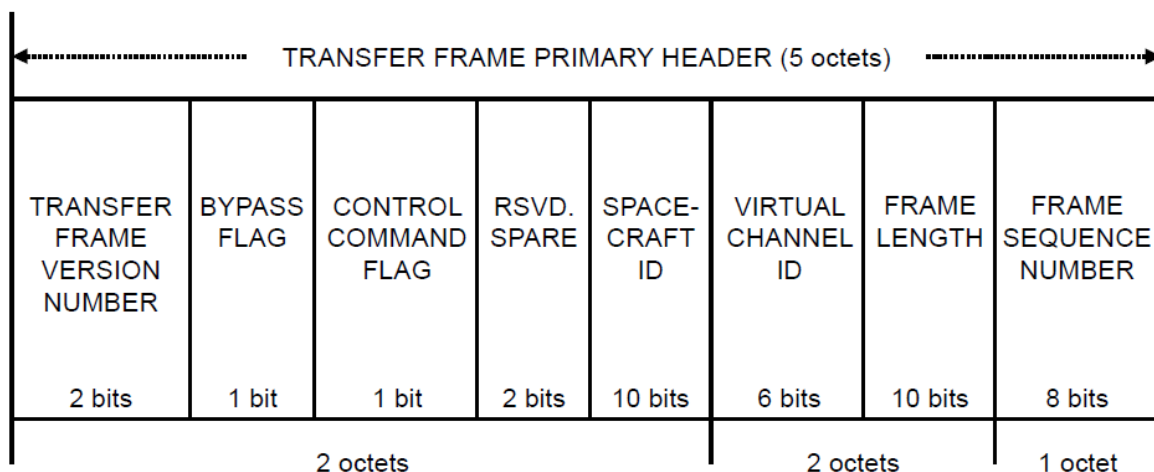 TRANSFER FRAME PRIMARY HEADER (5 octets)
TRANSFER
FRAME
VERSION
NUMBER
BYPASS
FLAG
CONTROL
COMMAND
FLAG
RSVD.
SPARE
SPACE-
CRAFT
ID
VIRTUAL
CHANNEL
ID
FRAME
LENGTH
FRAME
SEQUENCE
NUMBER
2 bits
1 bit
1 bit
2 bits
10 bits
6 bits
10 bits
8 bits
2 octets
2 octets
1 octet